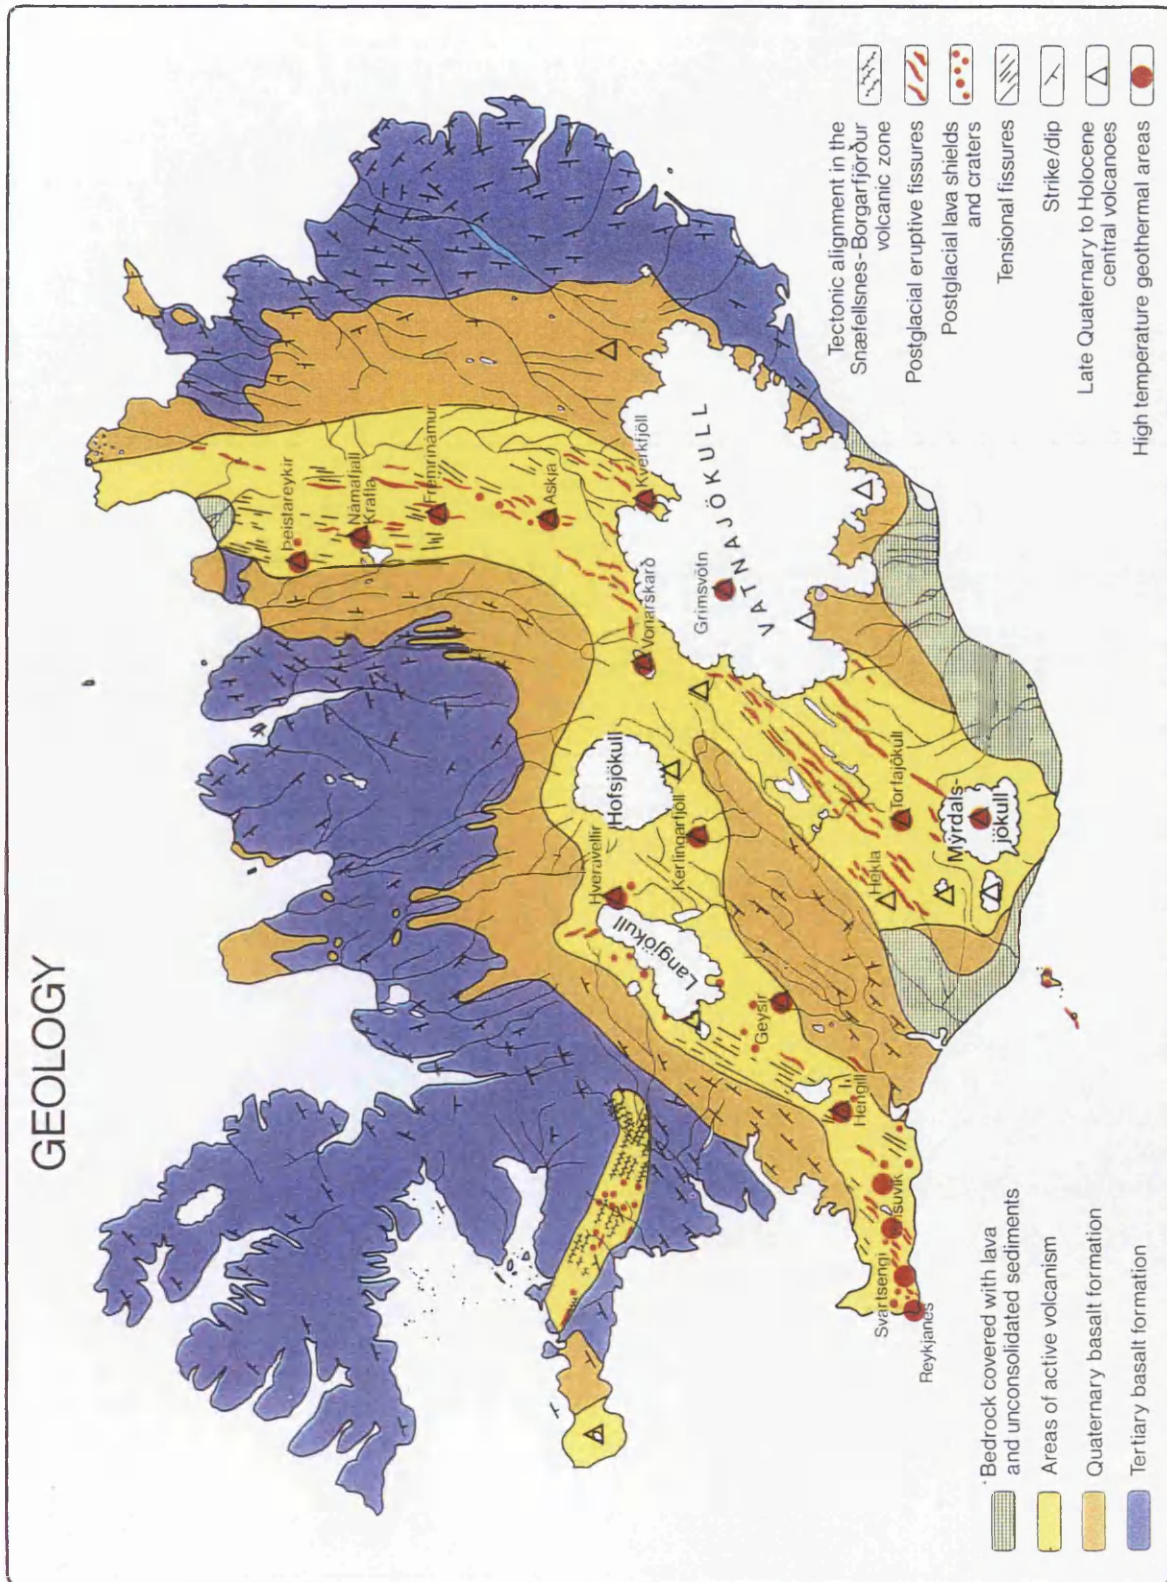 GEOLOGY
Þeistareykir
Námafjall
Krafla
Fremrinámur
Askja
Kverkfjöll
Vonarskarð
Grímsvötn
VATNAJÖKULL
Hofsjökull
Hveravellir
Kerlingarfjöll
Langjökull
Geysir
Torfajökull
Hekla
Mýrdals-
jökull
Hengill
Svartsengi
Reykjanes
Bedrock covered with lava
and unconsolidated sediments
Areas of active volcanism
Quaternary basalt formation
Tertiary basalt formation
Tectonic alignment in the
Snæfellsnes-Borgarfjörður
volcanic zone
Postglacial eruptive fissures
Postglacial lava shields
and craters
Tensional fissures
Strike/dip
Late Quaternary to Holocene
central volcanoes
High temperature geothermal areas